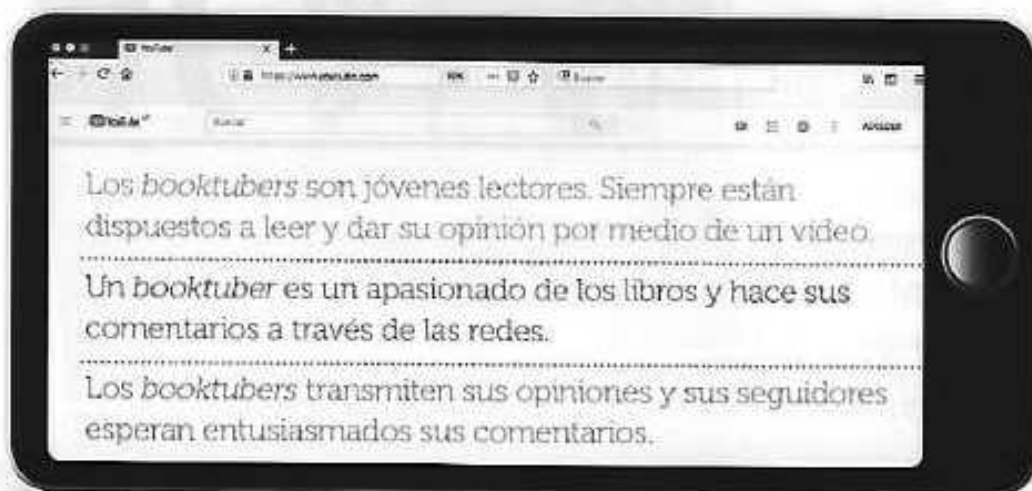 YouTube
YouTube
Buscar
Los booktubers son jóvenes lectores. Siempre están
dispuestos a leer y dar su opinión por medio de un video.
Un booktuber es un apasionado de los libros y hace sus
comentarios a través de las redes.
Los booktubers transmiten sus opiniones y sus seguidores
esperan entusiasmados sus comentarios.